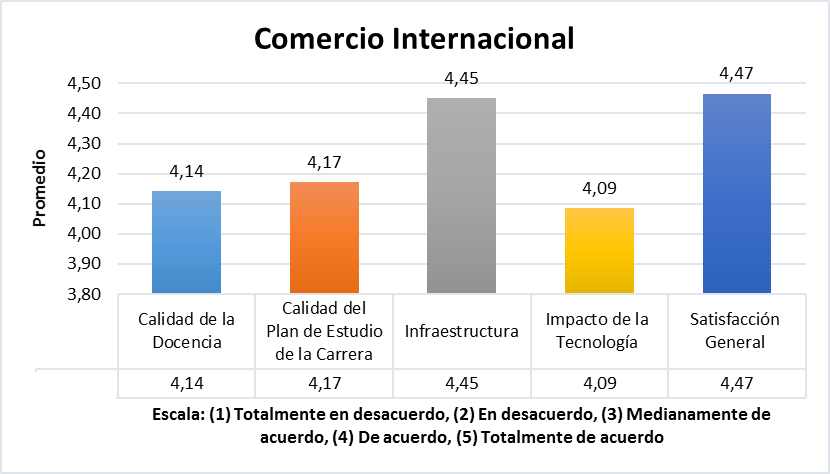 Comercio Internacional
Promedio
4,50
4,40
4,30
4,20
4,10
4,00
3,90
3,80
4,14
4,17
4,45
4,09
4,47
Calidad de la
Docencia
Calidad del
Plan de Estudio
de la Carrera
Infraestructura
Impacto de la
Tecnología
Satisfacción
General
4,14
4,17
4,45
4,09
4,47
Escala: (1) Totalmente en desacuerdo, (2) En desacuerdo, (3) Medianamente de
acuerdo, (4) De acuerdo, (5) Totalmente de acuerdo